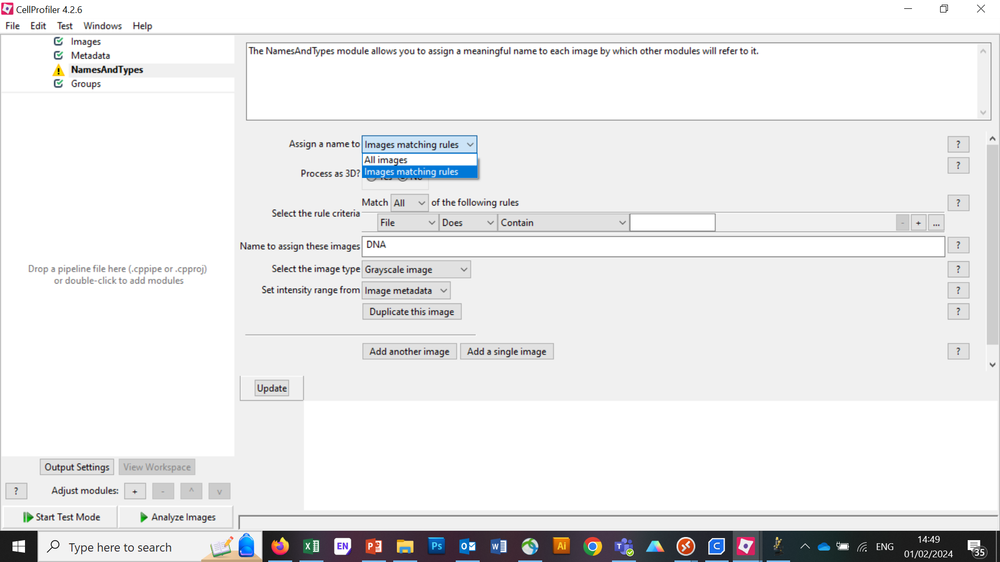 CellProfiler 4.2.6
File Edit Test Windows Help
Images
Metadata
NamesAndTypes
Groups
The NamesAndTypes module allows you to assign a meaningful name to each image by which other modules will refer to it.
Assign a name to Images matching rules ?
All images
Images matching rules
Process as 3D? ?
Match All of the following rules ?
Select the rule criteria
File Does Contain - + ...
Name to assign these images DNA ?
Select the image type Grayscale image ?
Set intensity range from Image metadata ?
Duplicate this image ?
Add another image Add a single image ?
Update
Drop a pipeline file here (.cppipe or .cpproj)
or double-click to add modules
Output Settings View Workspace
? Adjust modules: + - ^ v
Start Test Mode Analyze Images
Type here to search
EN
Ps
Ai
ENG
14:49
01/02/2024
35